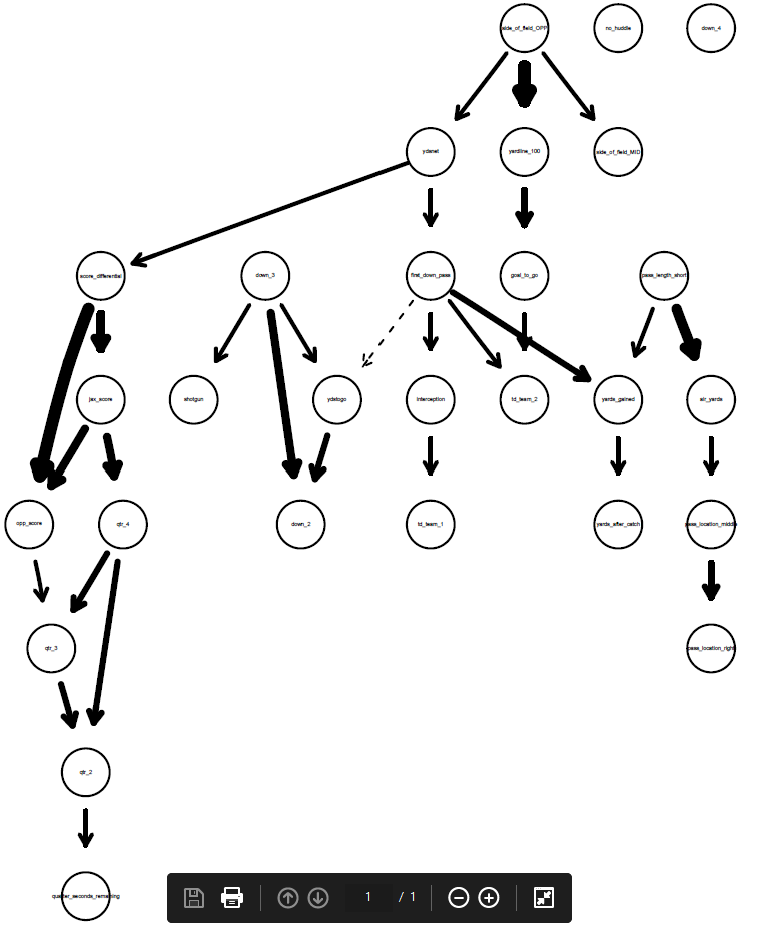 side_of_field_OPP
no_huddle
down_4
ydsnet
yardline_100
side_of_field_MID
score_differential
down_3
first_down_pass
goal_to_go
pass_length_short
jax_score
shotgun
ydstogo
interception
td_team_2
yards_gained
air_yards
opp_score
qtr_4
down_2
td_team_1
yards_after_catch
pass_location_middle
qtr_3
pass_location_right
qtr_2
quarter_seconds_remaining
1 / 1